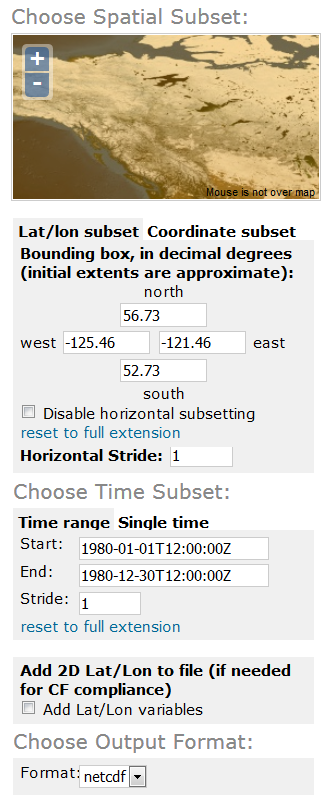 Choose Spatial Subset:
+
-
Mouse is not over map
Lat/lon subset Coordinate subset
Bounding box, in decimal degrees
(initial extents are approximate):
north
56.73
west -125.46 -121.46 east
52.73
south
Disable horizontal subsetting
reset to full extension
Horizontal Stride: 1
Choose Time Subset:
Time range Single time
Start: 1980-01-01T12:00:00Z
End: 1980-12-30T12:00:00Z
Stride: 1
reset to full extension
Add 2D Lat/Lon to file (if needed
for CF compliance)
Add Lat/Lon variables
Choose Output Format:
Format: netcdf